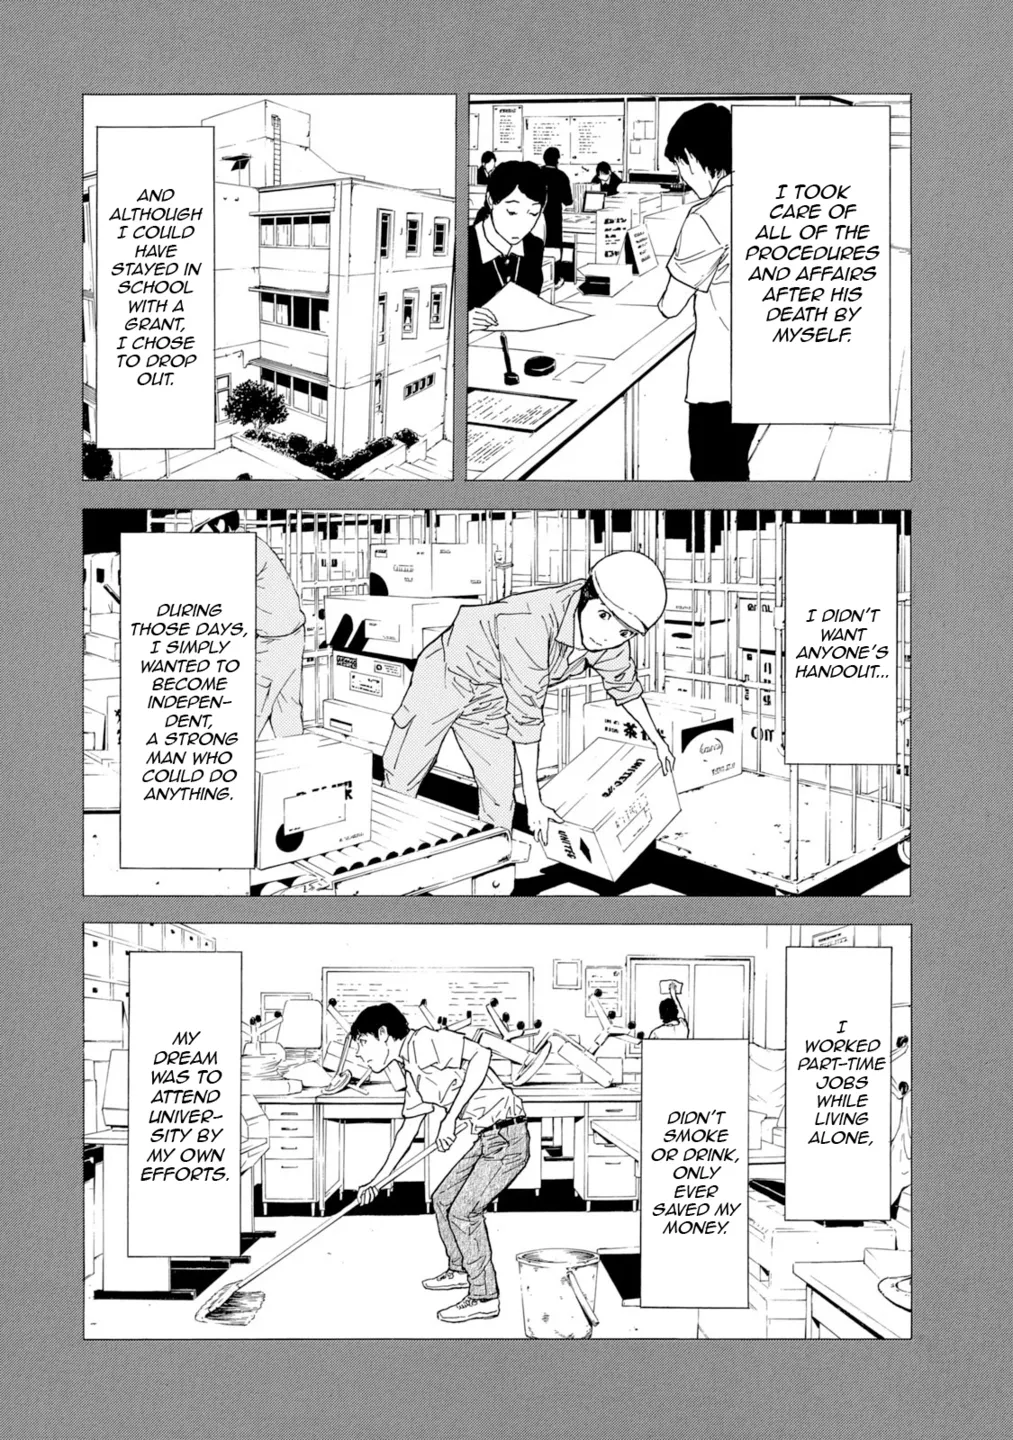 I TOOK
CARE OF
ALL OF THE
PROCEDURES
AND AFFAIRS
AFTER HIS
DEATH BY
MYSELF.
AND
ALTHOUGH
I COULD
HAVE
STAYED IN
SCHOOL
WITH A
GRANT,
I CHOSE
TO DROP
OUT.
I DIDN'T
WANT
ANYONE'S
HANDOUT...
DURING
THOSE DAYS,
I SIMPLY
WANTED TO
BECOME
INDEPEN-
DENT,
A STRONG
MAN WHO
COULD DO
ANYTHING.
UNITED
I
WORKED
PART-TIME
JOBS
WHILE
LIVING
ALONE,
DIDN'T
SMOKE
OR DRINK,
ONLY
EVER
SAVED MY
MONEY.
MY
DREAM
WAS TO
ATTEND
UNIVER-
SITY BY
MY OWN
EFFORTS.